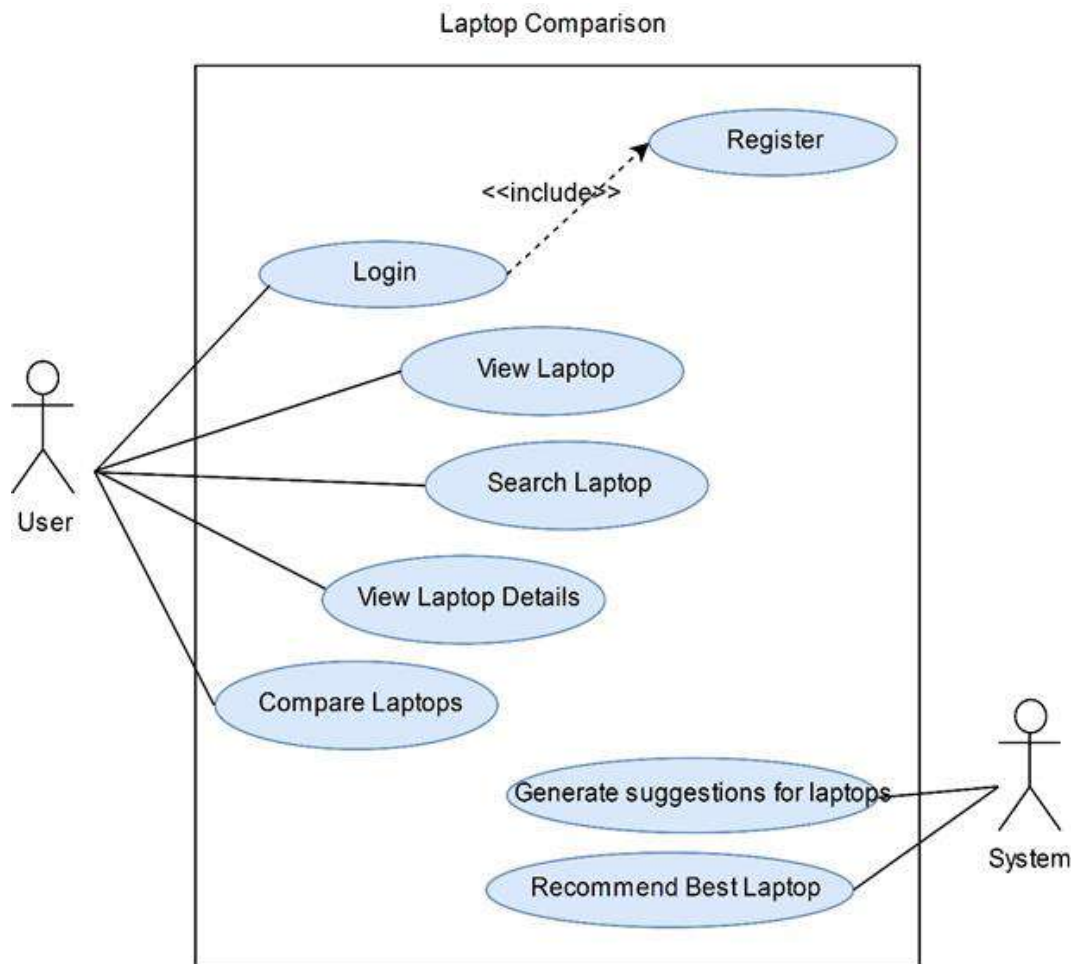 Laptop Comparison
Register
<<include>>
Login
View Laptop
Search Laptop
User
View Laptop Details
Compare Laptops
Generate suggestions for laptops
System
Recommend Best Laptop